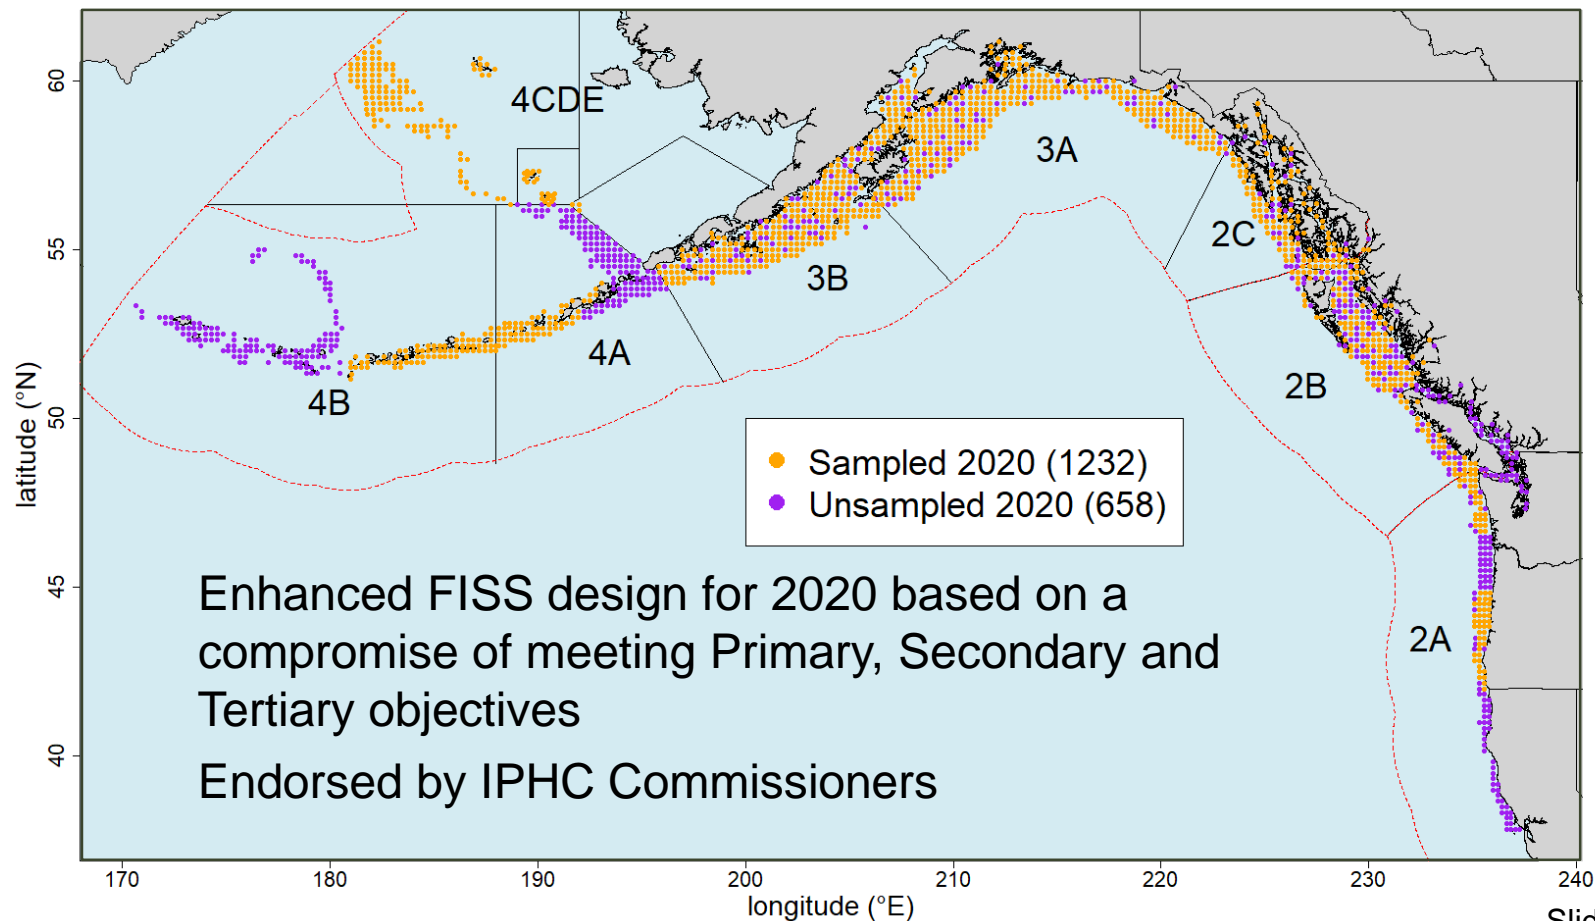 60
55
50
45
40
latitude (°N)
4CDE
3A
2C
3B
4A
4B
2B
2A
Sampled 2020 (1232)
Unsampled 2020 (658)
Enhanced FISS design for 2020 based on a
compromise of meeting Primary, Secondary and
Tertiary objectives
Endorsed by IPHC Commissioners
170 180 190 200 210 220 230 240
longitude (°E)
Slid